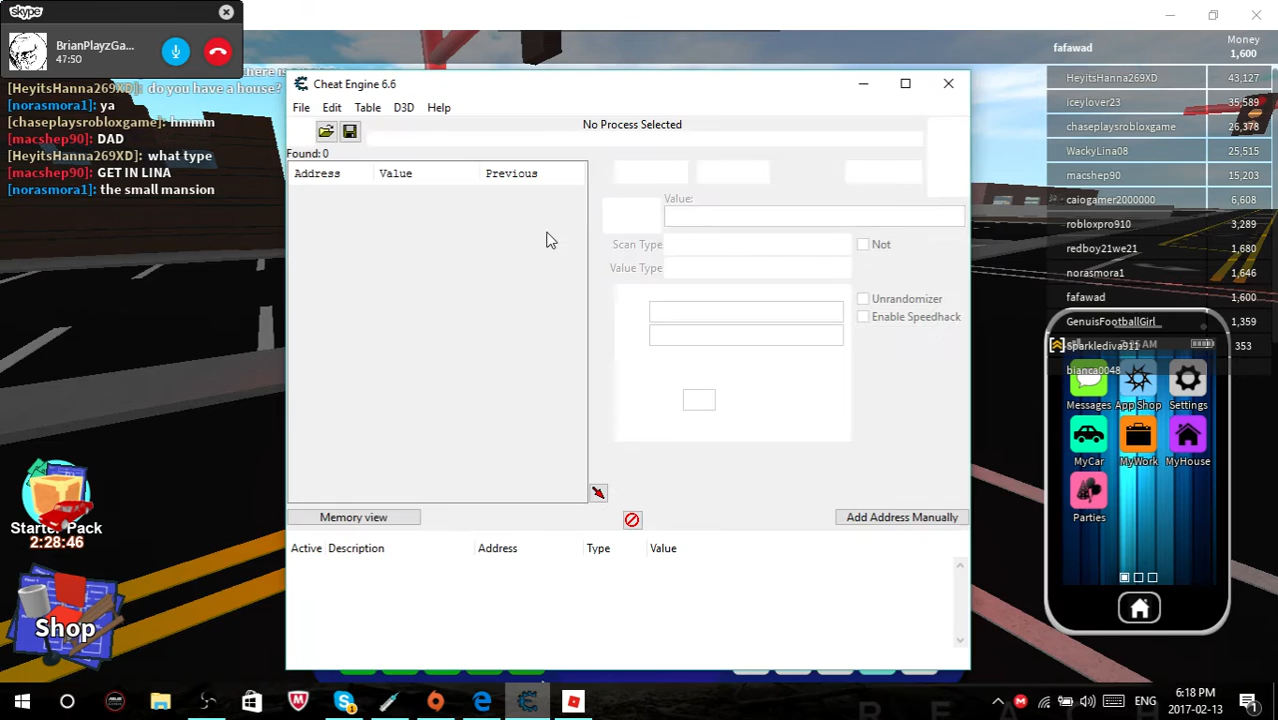 skype
BrianPlayzGa...
47:50
[HeyitsHanna269XD]: do you have a house?
[norasmora1]: ya
[chaseplaysrobloxgame]: hmmm
[macshep90]: DAD
[HeyitsHanna269XD]: what type
[macshep90]: GET IN LINA
[norasmora1]: the small mansion
Starter Pack
2:28:46
Shop
Cheat Engine 6.6
File Edit Table D3D Help
No Process Selected
Found: 0
Address Value Previous
Value:
Scan Type
Not
Value Type
Unrandomizer
Enable Speedhack
Memory view
Add Address Manually
Active Description Address Type Value
Money
fafawad 1,600
HeyitsHanna269XD 43,127
iceylover23 35,589
chaseplaysrobloxgame 26,378
WackyLina08 25,515
macshep90 15,203
caiogamer2000000 6,608
robloxpro910 3,289
redboy21we21 1,680
norasmora1 1,646
fafawad 1,600
GenuisFootballGirl 1,359
Sparklediva911 353
bianca0048
Messages App Shop Settings
MyCar MyWork MyHouse
Parties
ENG
6:18 PM
2017-02-13